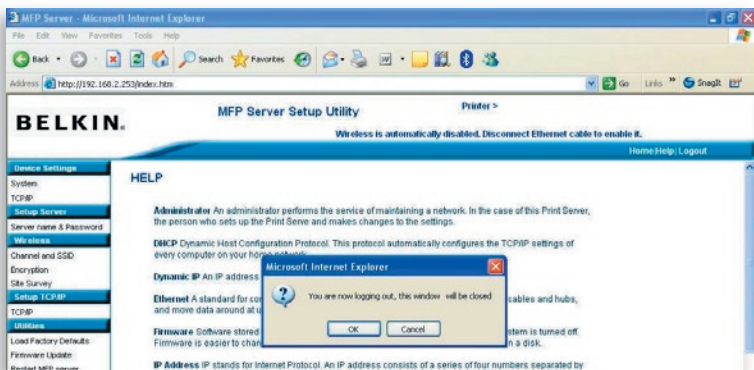 MFP Server - Microsoft Internet Explorer
File Edit View Favorites Tools Help
Back Search Favorites
Address http://192.168.2.253/index.htm Go Links » SnagIt
BELKIN.
MFP Server Setup Utility
Printer >
Wireless is automatically disabled. Disconnect Ethernet cable to enable it.
Home|Help|Logout
Device Settings
System
TCP/IP
Setup Server
Server name & Password
Wireless
Channel and SSID
Encryption
Site Survey
Setup TCP/IP
TCP/IP
Utilities
Load Factory Defaults
Firmware Update
Restart MFP server
HELP
Administrator An administrator performs the service of maintaining a network. In the case of this Print Server,
the person who sets up the Print Serve and makes changes to the settings.
DHCP Dynamic Host Configuration Protocol. This protocol automatically configures the TCP/IP settings of
every computer on your home network.
Dynamic IP An IP address
Ethernet A standard for cables and hubs,
and move data around at
Firmware Software stored stem is turned off.
Firmware is easier to n a disk.
IP Address IP stands for Internet Protocol. An IP address consists of a series of four numbers separated by
Microsoft Internet Explorer
You are now logging out, this window will be closed
OK Cancel